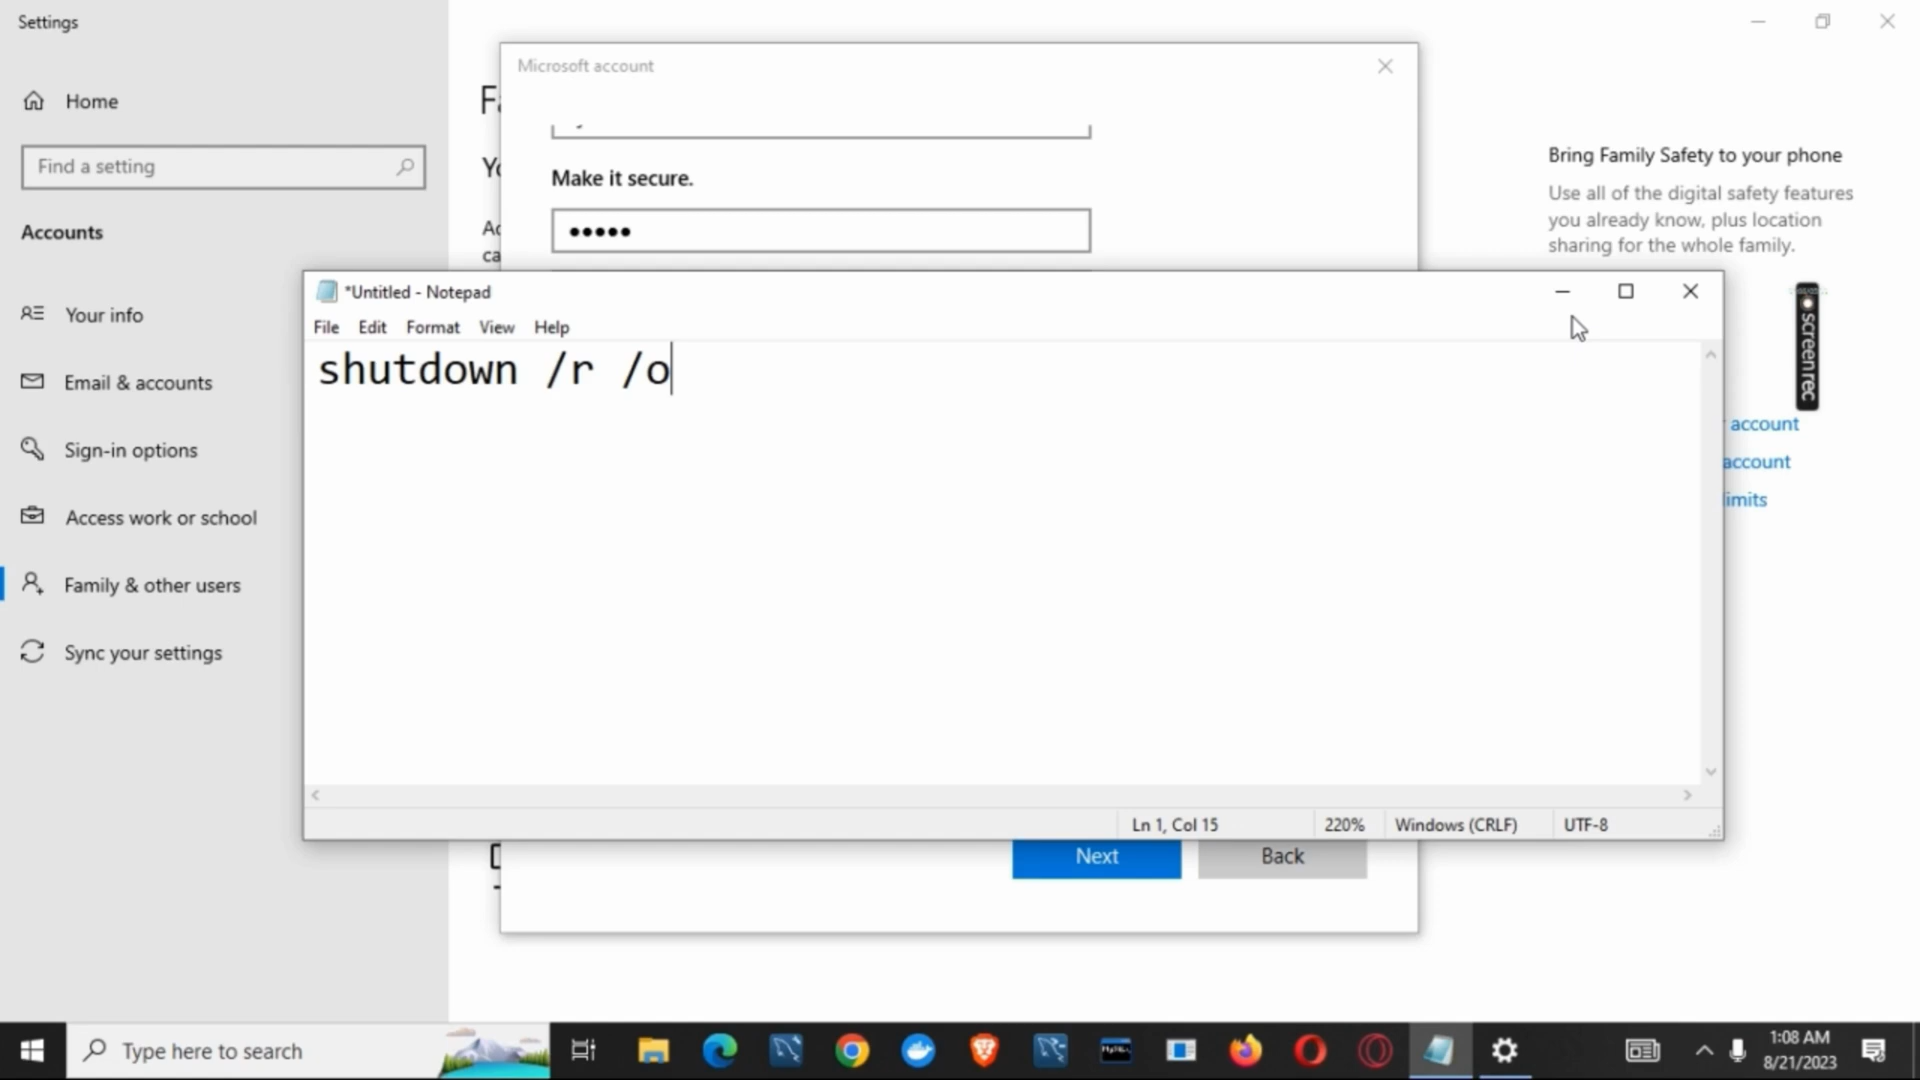 Settings
Home
Find a setting
Accounts
Your info
Email & accounts
Sign-in options
Access work or school
Family & other users
Sync your settings
Microsoft account
Make it secure.
Bring Family Safety to your phone
Use all of the digital safety features
you already know, plus location
sharing for the whole family.
screenrec
account
account
limits
*Untitled - Notepad
File Edit Format View Help
shutdown /r /o
Ln 1, Col 15 220% Windows (CRLF) UTF-8
Next Back
Type here to search
1:08 AM
8/21/2023